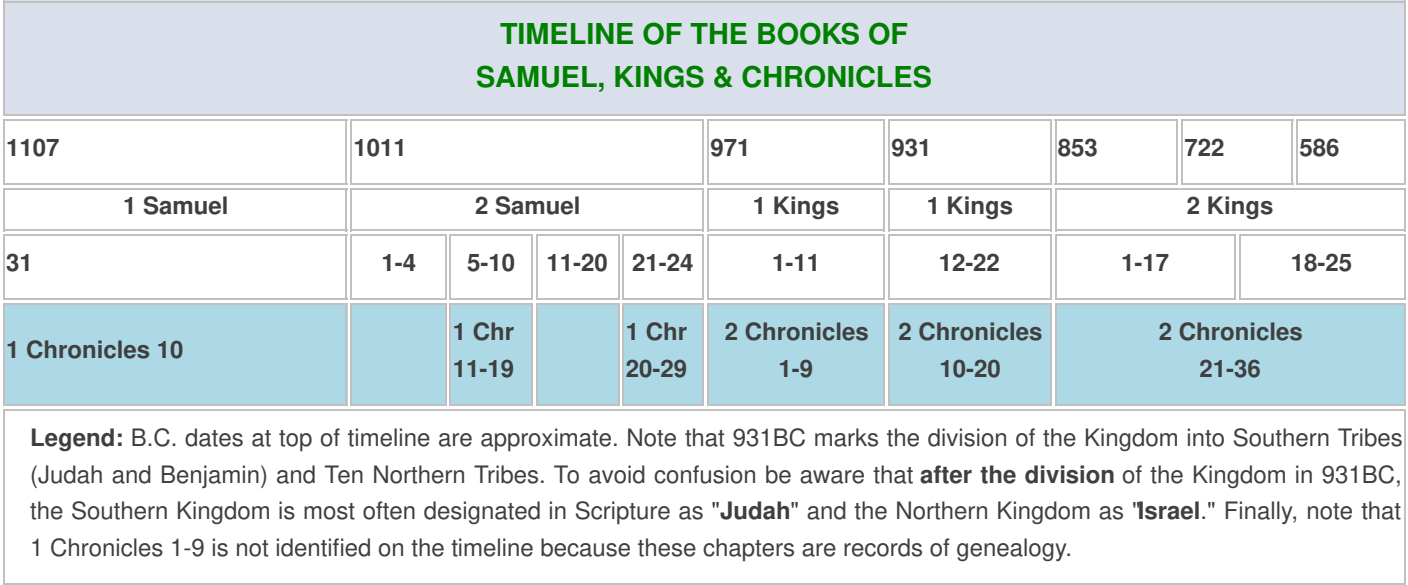 TIMELINE OF THE BOOKS OF
SAMUEL, KINGS & CHRONICLES
1107 1011 971 931 853 722 586
1 Samuel 2 Samuel 1 Kings 1 Kings 2 Kings
31 1-4 5-10 11-20 21-24 1-11 12-22 1-17 18-25
1 Chronicles 10 1 Chr 11-19 1 Chr 20-29 2 Chronicles 1-9 2 Chronicles 10-20 2 Chronicles 21-36
Legend: B.C. dates at top of timeline are approximate. Note that 931BC marks the division of the Kingdom into Southern Tribes
(Judah and Benjamin) and Ten Northern Tribes. To avoid confusion be aware that after the division of the Kingdom in 931BC,
the Southern Kingdom is most often designated in Scripture as "Judah" and the Northern Kingdom as "Israel." Finally, note that
1 Chronicles 1-9 is not identified on the timeline because these chapters are records of genealogy.